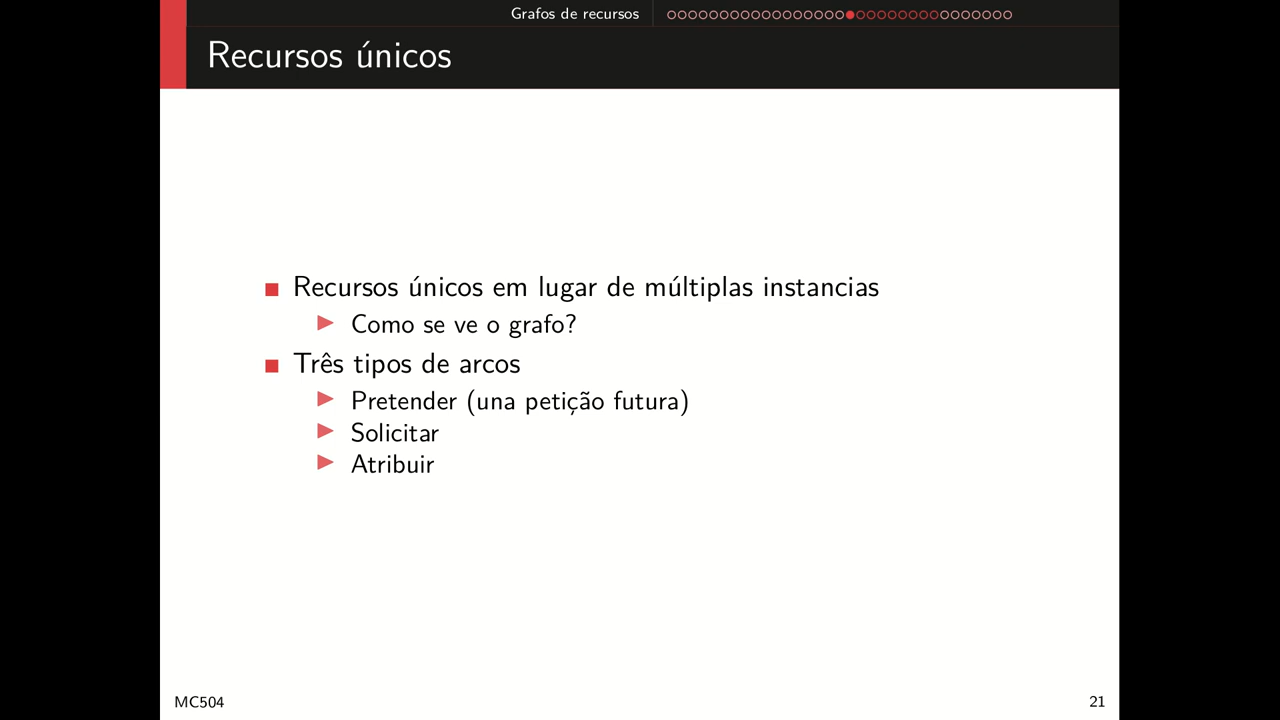 Grafos de recursos
Recursos únicos
Recursos únicos em lugar de múltiplas instancias
Como se ve o grafo?
Três tipos de arcos
Pretender (una petição futura)
Solicitar
Atribuir
MC504
21